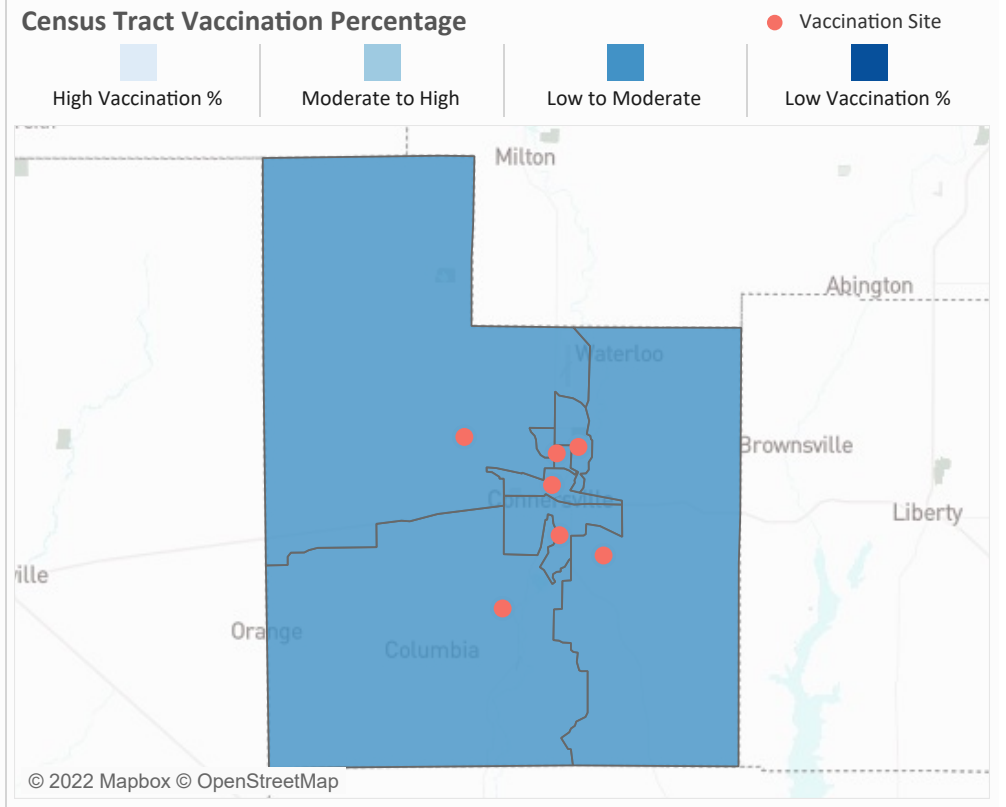 Census Tract Vaccination Percentage
Vaccination Site
High Vaccination %
Moderate to High
Low to Moderate
Low Vaccination %
Milton
Abington
Waterloo
Brownsville
Connersville
Liberty
ville
Orange
Columbia
© 2022 Mapbox © OpenStreetMap